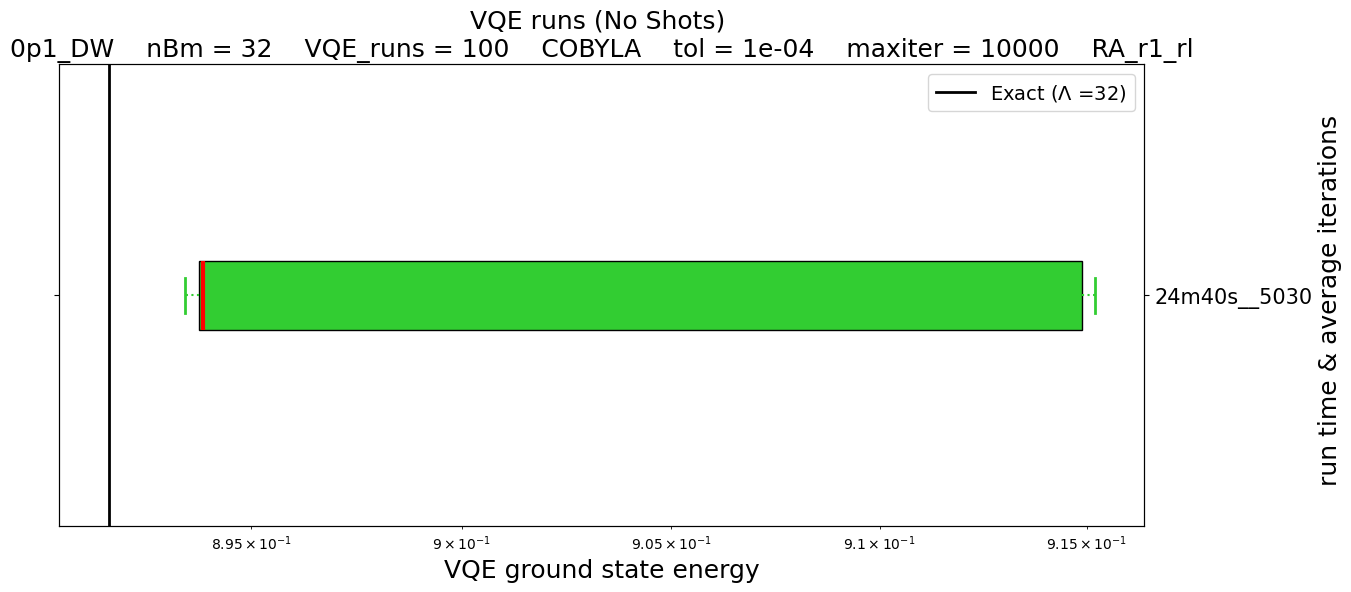 VQE runs (No Shots)
0p1_DW    nBm = 32    VQE_runs = 100    COBYLA    tol = 1e-04    maxiter = 10000    RA_r1_rl
Exact (Λ =32)
24m40s__5030
run time & average iterations
8.95 × 10⁻¹
9 × 10⁻¹
9.05 × 10⁻¹
9.1 × 10⁻¹
9.15 × 10⁻¹
VQE ground state energy